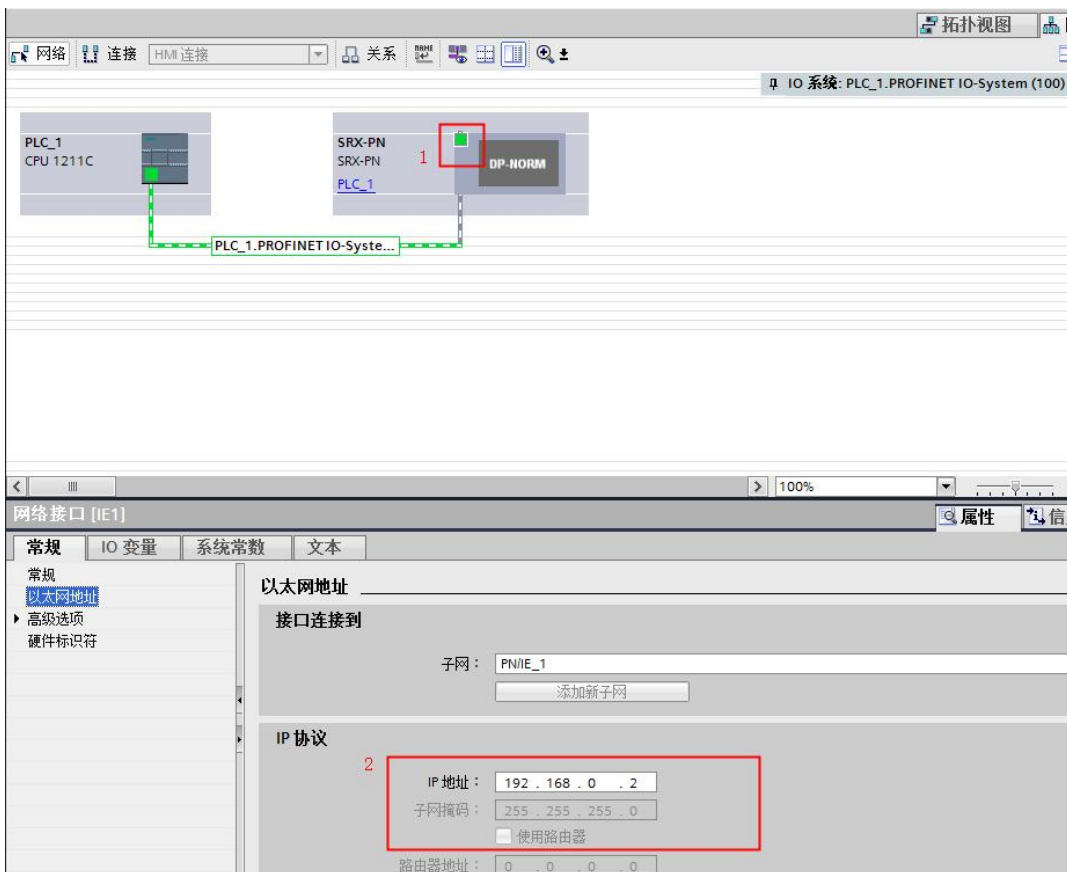 拓扑视图
网络 连接 HMI 连接 关系
IO 系统: PLC_1.PROFINET IO-System (100)
PLC_1
CPU 1211C
SRX-PN
SRX-PN
PLC_1
1
DP-NORM
PLC_1.PROFINET IO-Syste...
100%
网络接口 [IE1]
属性
信
常规 IO 变量 系统常数 文本
常规
以太网地址
高级选项
硬件标识符
以太网地址
接口连接到
子网： PN/IE_1
添加新子网
IP 协议
2
IP 地址： 192 . 168 . 0 . 2
子网掩码： 255 . 255 . 255 . 0
使用路由器
路由器地址： 0 . 0 . 0 . 0